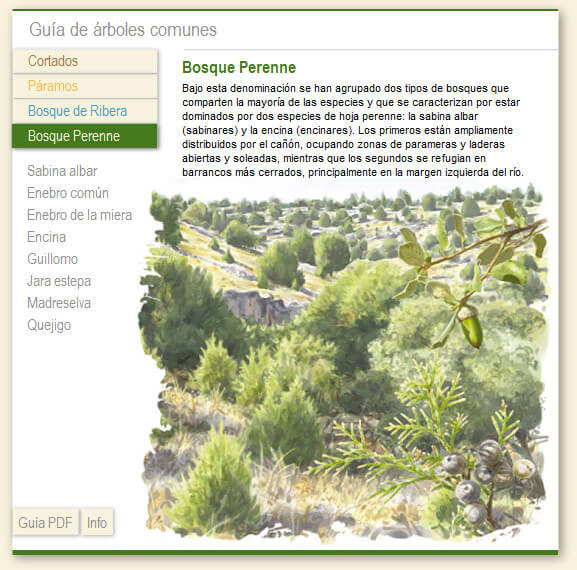 Guía de árboles comunes
Cortados
Páramos
Bosque de Ribera
Bosque Perenne
Sabina albar
Enebro común
Enebro de la miera
Encina
Guillomo
Jara estepa
Madreselva
Quejigo
Guía PDF
Info
Bosque Perenne
Bajo esta denominación se han agrupado dos tipos de bosques que
comparten la mayoría de las especies y que se caracterizan por estar
dominados por dos especies de hoja perenne: la sabina albar
(sabinares) y la encina (encinares). Los primeros están ampliamente
distribuidos por el cañón, ocupando zonas de parameras y laderas
abiertas y soleadas, mientras que los segundos se refugian en
barrancos más cerrados, principalmente en la margen izquierda del río.